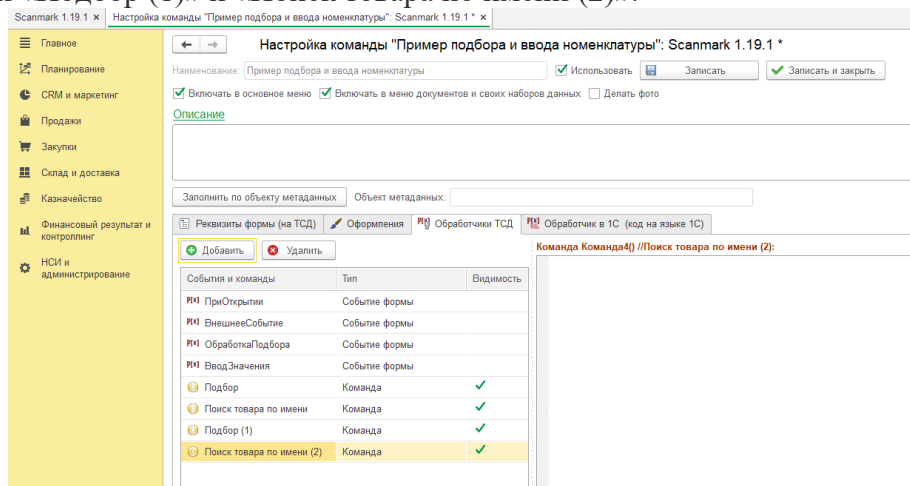 Scanmark 1.19.1 × Настройка команды "Пример подбора и ввода номенклатуры": Scanmark 1.19.1 * ×
Главное
Планирование
CRM и маркетинг
Продажи
Закупки
Склад и доставка
Казначейство
Финансовый результат и
контроллинг
НСИ и
администрирование
Настройка команды "Пример подбора и ввода номенклатуры": Scanmark 1.19.1 *
Наименование: Пример подбора и ввода номенклатуры Использовать Записать Записать и закрыть
Включать в основное меню Включать в меню документов и своих наборов данных Делать фото
Описание
Заполнить по объекту метаданных Объект метаданных:
Реквизиты формы (на ТСД) Оформления Обработчики ТСД Обработчик в 1С (код на языке 1С)
Добавить Удалить
Команда Команда4() //Поиск товара по имени (2):
События и команды Тип Видимость
P[x] ПриОткрытии Событие формы
P[x] ВнешнееСобытие Событие формы
P[x] ОбработкаПодбора Событие формы
P[x] ВводЗначения Событие формы
Подбор Команда
Поиск товара по имени Команда
Подбор (1) Команда
Поиск товара по имени (2) Команда